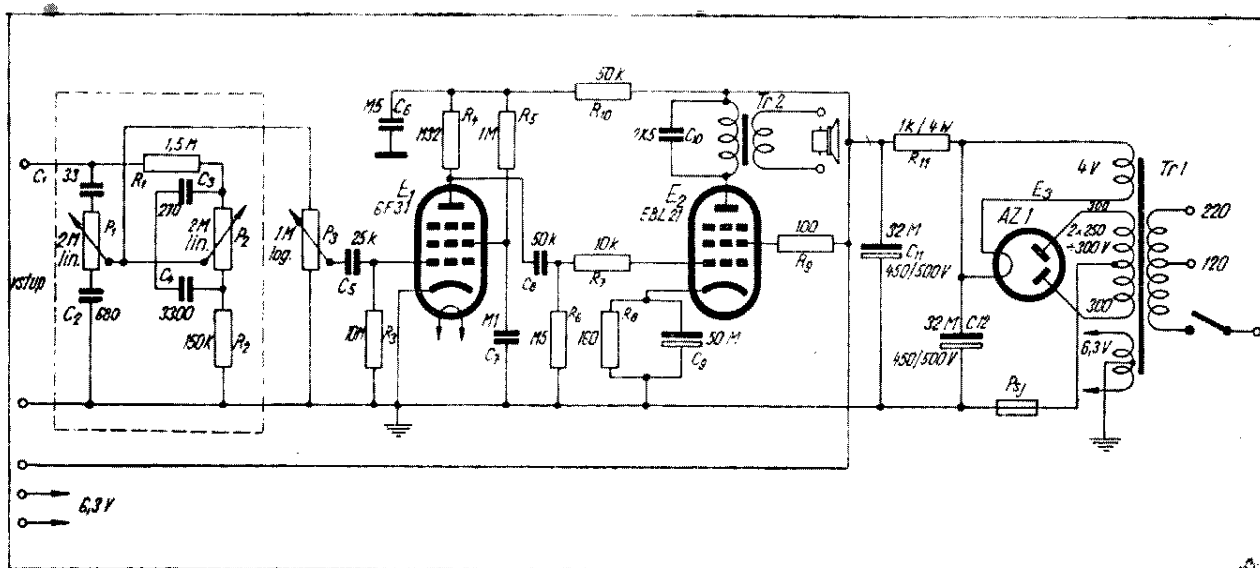 vstup
C1
33
2M
lin.
P1
C2
680
1,5M
R1
C3
270
2M
lin.
P2
C4
3300
150k
R2
1M
log.
P3
25k
C5
10M
R3
M5
C6
M32
R4
1M
R5
E1
6F31
M1
C7
50k
C8
M5
R6
10k
R7
50k
R10
C10
Tr2
E2
EBL21
R8
160
50M
C9
100
R9
1k/4W
R11
32M
C11
450/500V
32M
C12
450/500V
4V
E3
AZ1
300
2x250
÷300V
300
6,3V
Tr1
220
120
6,3V